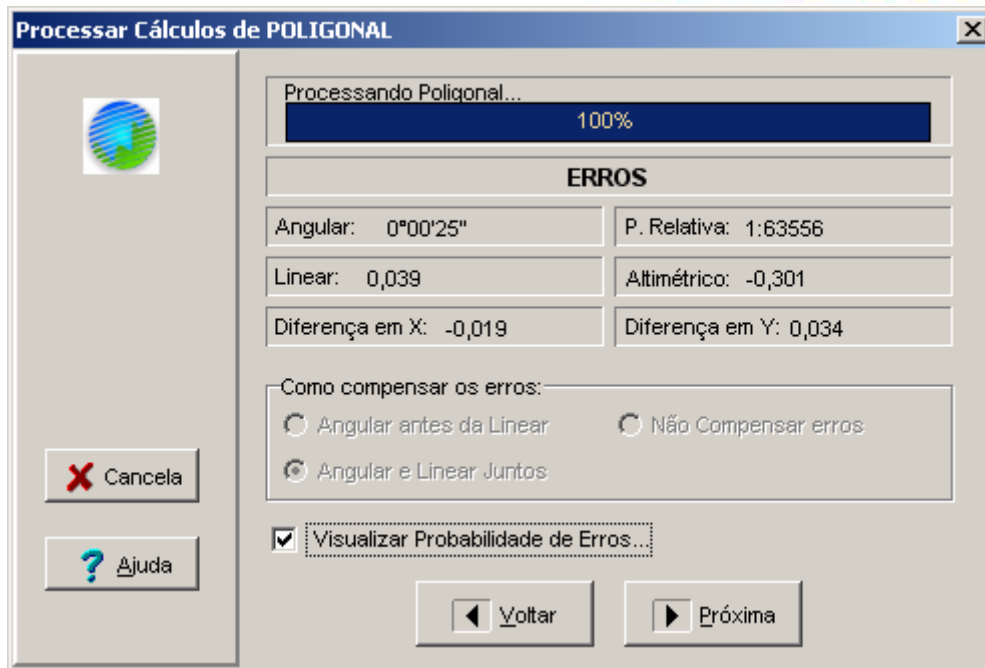 Processar Cálculos de POLIGONAL
Processando Poligonal...
100%
ERROS
Angular: 0°00'25"
P. Relativa: 1:63556
Linear: 0,039
Altimétrico: -0,301
Diferença em X: -0,019
Diferença em Y: 0,034
Como compensar os erros:
Angular antes da Linear
Não Compensar erros
Angular e Linear Juntos
Cancela
Visualizar Probabilidade de Erros...
? Ajuda
Voltar
Próxima